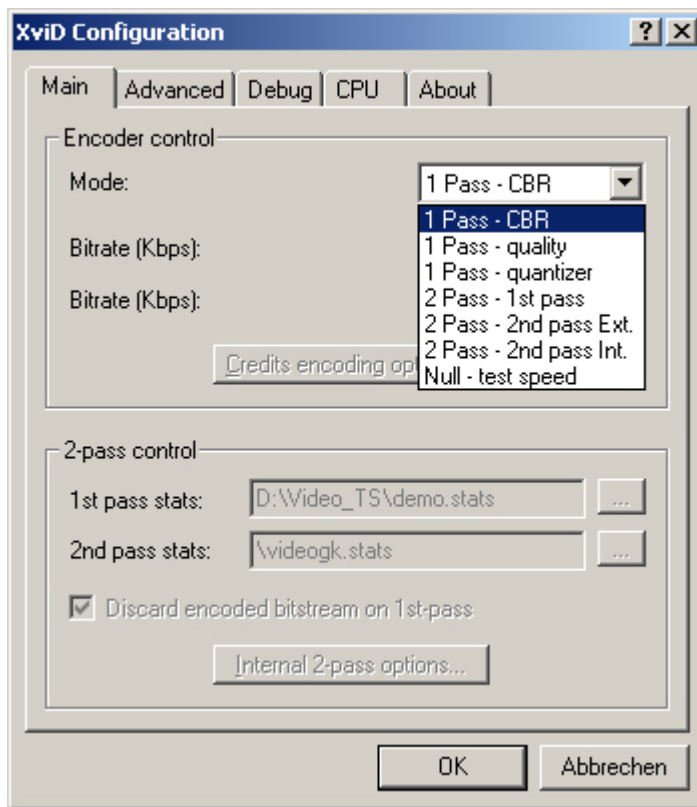 XviD Configuration
Main Advanced Debug CPU About
Encoder control
Mode: 1 Pass - CBR
1 Pass - CBR
1 Pass - quality
1 Pass - quantizer
2 Pass - 1st pass
2 Pass - 2nd pass Ext.
2 Pass - 2nd pass Int.
Null - test speed
Bitrate (Kbps):
Bitrate (Kbps):
Credits encoding
2-pass control
1st pass stats: D:\Video_TS\demo.stats ...
2nd pass stats: \videogk.stats ...
Discard encoded bitstream on 1st-pass
Internal 2-pass options...
OK Abbrechen